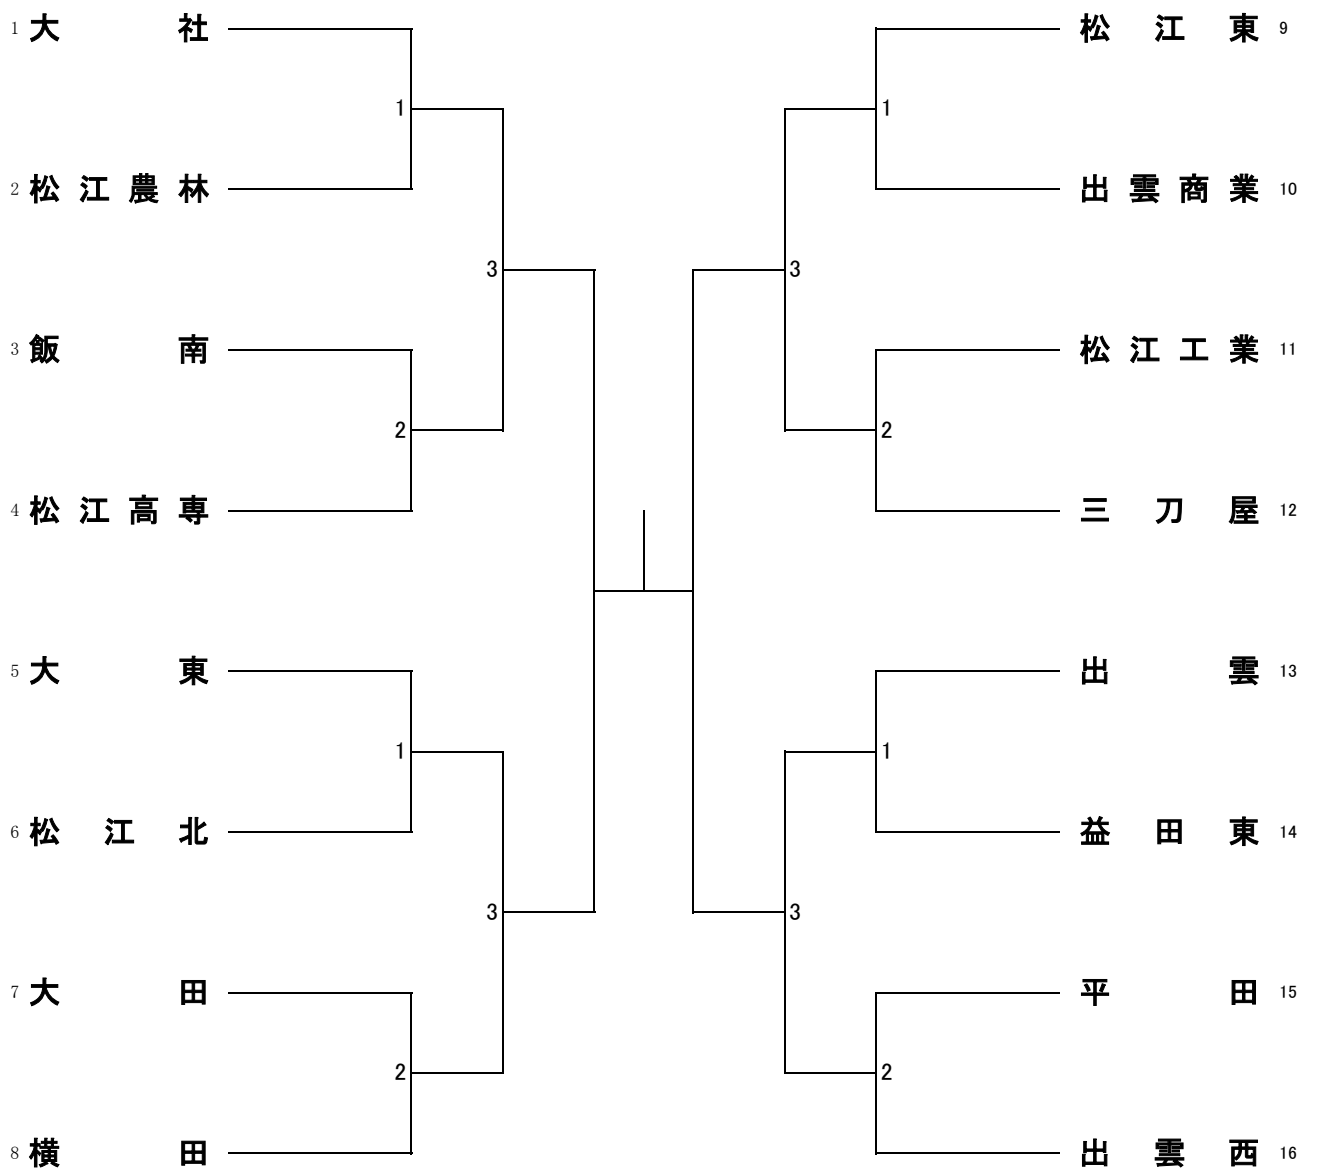 1 大社
松江東 9
1
1
2 松江農林
出雲商業 10
3
3
3 飯南
松江工業 11
2
2
4 松江高専
三刀屋 12
5 大東
出雲 13
1
1
6 松江北
益田東 14
3
3
7 大田
平田 15
2
2
8 横田
出雲西 16